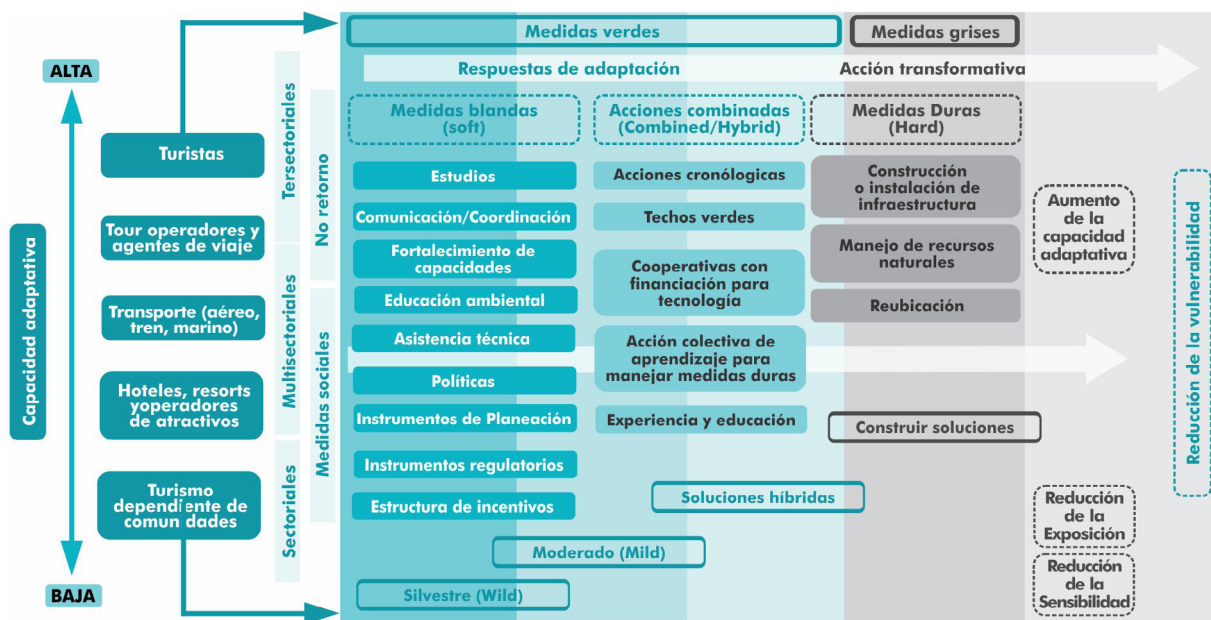 Medidas verdes
Medidas grises
ALTA
Respuestas de adaptación
Acción transformativa
Capacidad adaptativa
Turistas
Tour operadores y
agentes de viaje
Transporte (aéreo,
tren, marino)
Hoteles, resorts
yoperadores
de atractivos
Turismo
dependiente de
comun dades
BAJA
Tersectoriales
Multisectoriales
Sectoriales
No retorno
Medidas sociales
Medidas blandas
(soft)
Estudios
Comunicación/Coordinación
Fortalecimiento de
capacidades
Educación ambiental
Asistencia técnica
Políticas
Instrumentos de Planeación
Instrumentos regulatorios
Estructura de incentivos
Acciones combinadas
(Combined/Hybrid)
Acciones cronólogicas
Techos verdes
Cooperativas con
financiación para
tecnología
Acción colectiva de
aprendizaje para
manejar medidas duras
Experiencia y educación
Medidas Duras
(Hard)
Construcción
o instalación de
infraestructura
Manejo de recursos
naturales
Reubicación
Construir soluciones
Soluciones híbridas
Moderado (Mild)
Silvestre (Wild)
Aumento
de la
capacidad
adaptativa
Reducción
de la
Exposición
Reducción
de la
Sensibilidad
Reducción de la vulnerabilidad